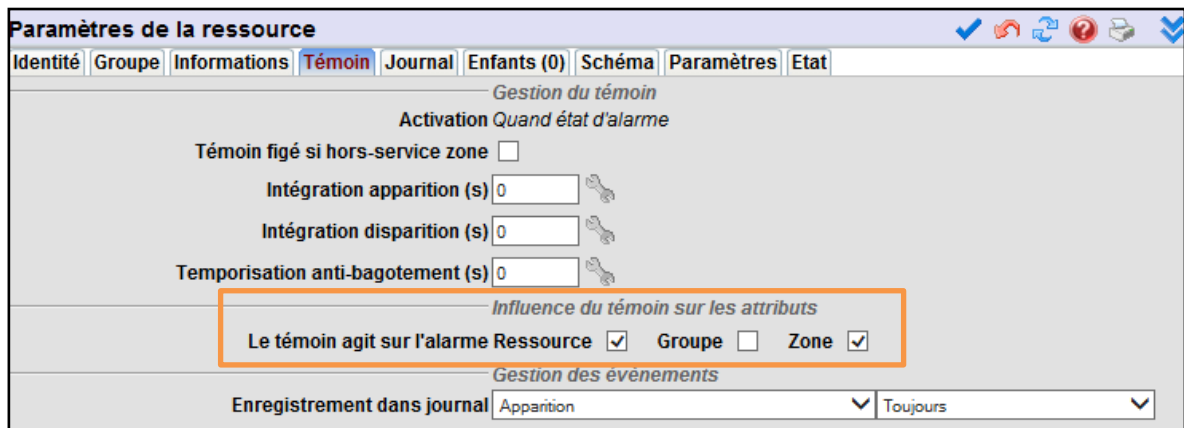 Paramètres de la ressource
Identité Groupe Informations Témoin Journal Enfants (0) Schéma Paramètres Etat
Gestion du témoin
Activation Quand état d'alarme
Témoin figé si hors-service zone
Intégration apparition (s) 0
Intégration disparition (s) 0
Temporisation anti-bagotement (s) 0
Influence du témoin sur les attributs
Le témoin agit sur l'alarme Ressource Groupe Zone
Gestion des événements
Enregistrement dans journal Apparition Toujours